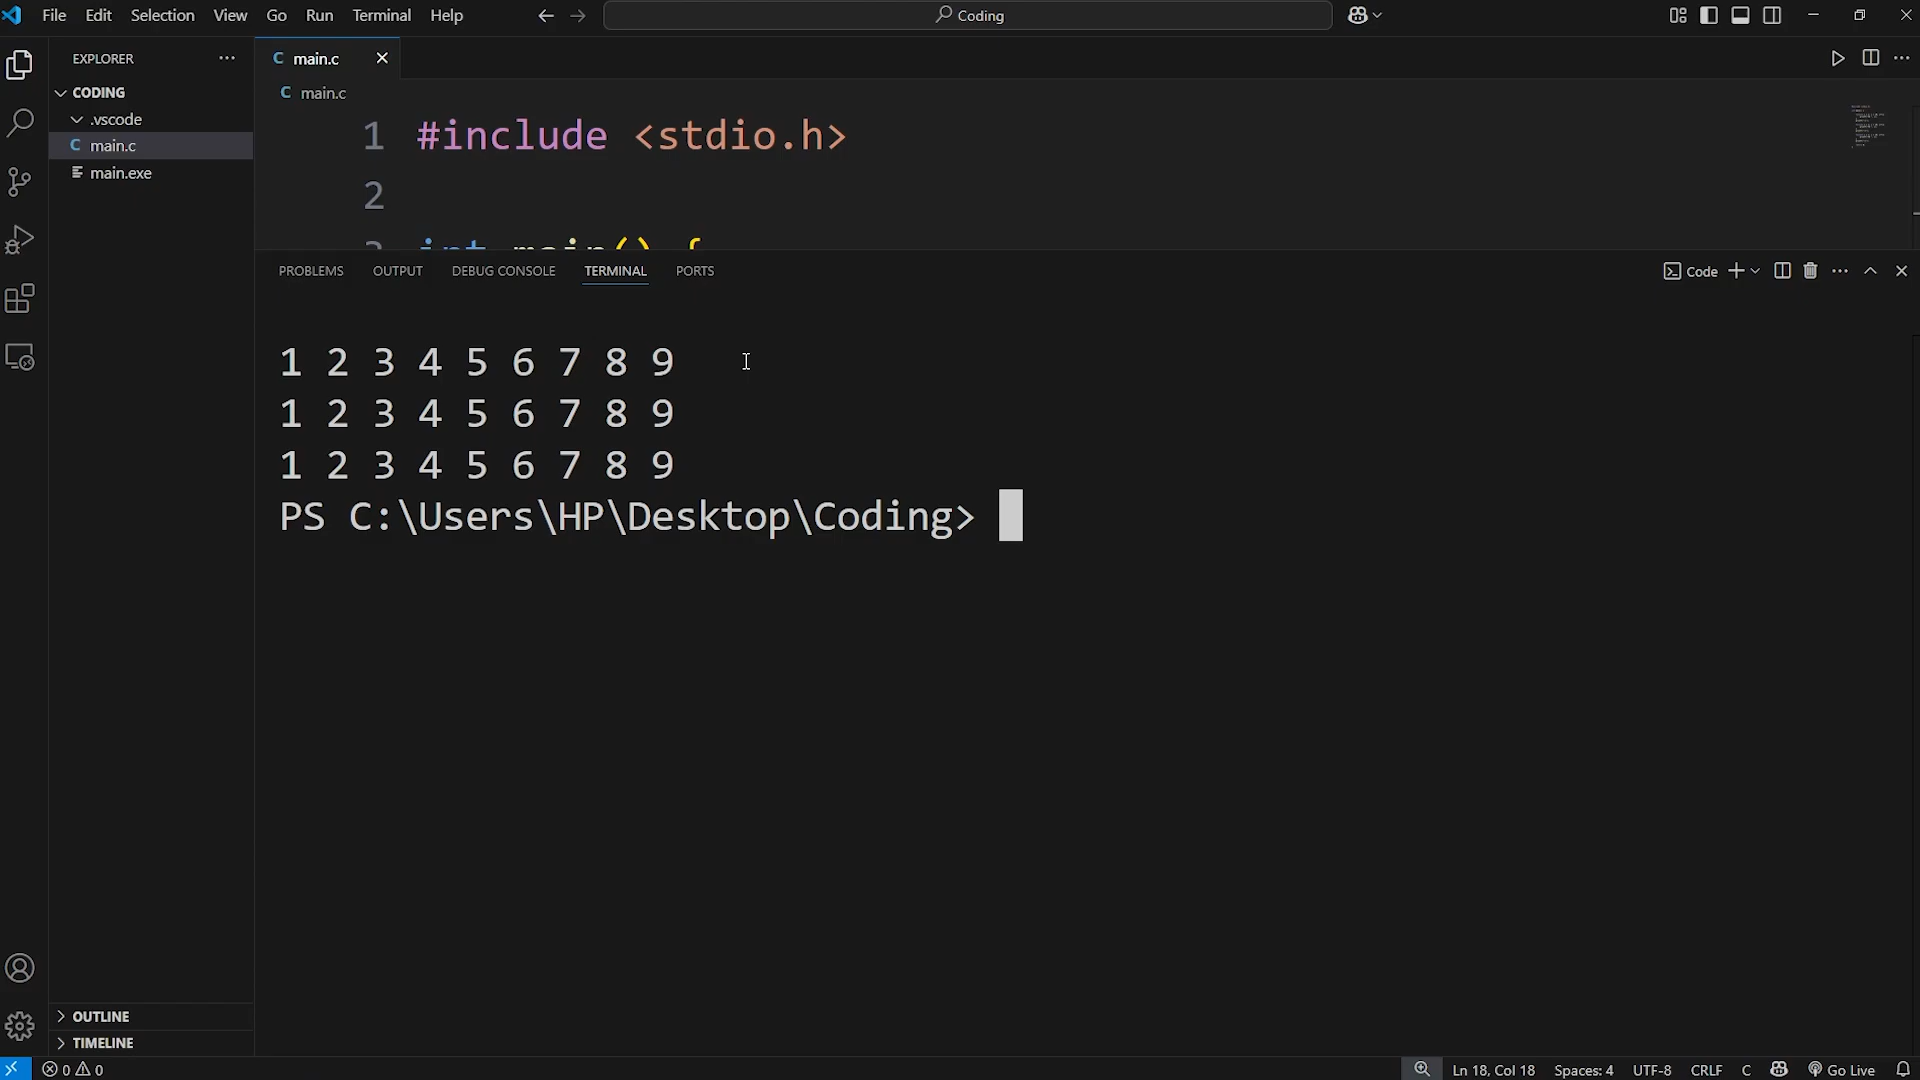 File Edit Selection View Go Run Terminal Help
Coding
EXPLORER
CODING
.vscode
main.c
main.exe
OUTLINE
TIMELINE
main.c
main.c
1 #include <stdio.h>
2
3 int main() {
PROBLEMS OUTPUT DEBUG CONSOLE TERMINAL PORTS
Code
1 2 3 4 5 6 7 8 9
1 2 3 4 5 6 7 8 9
1 2 3 4 5 6 7 8 9
PS C:\Users\HP\Desktop\Coding>
0 0
Ln 18, Col 18 Spaces: 4 UTF-8 CRLF C Go Live